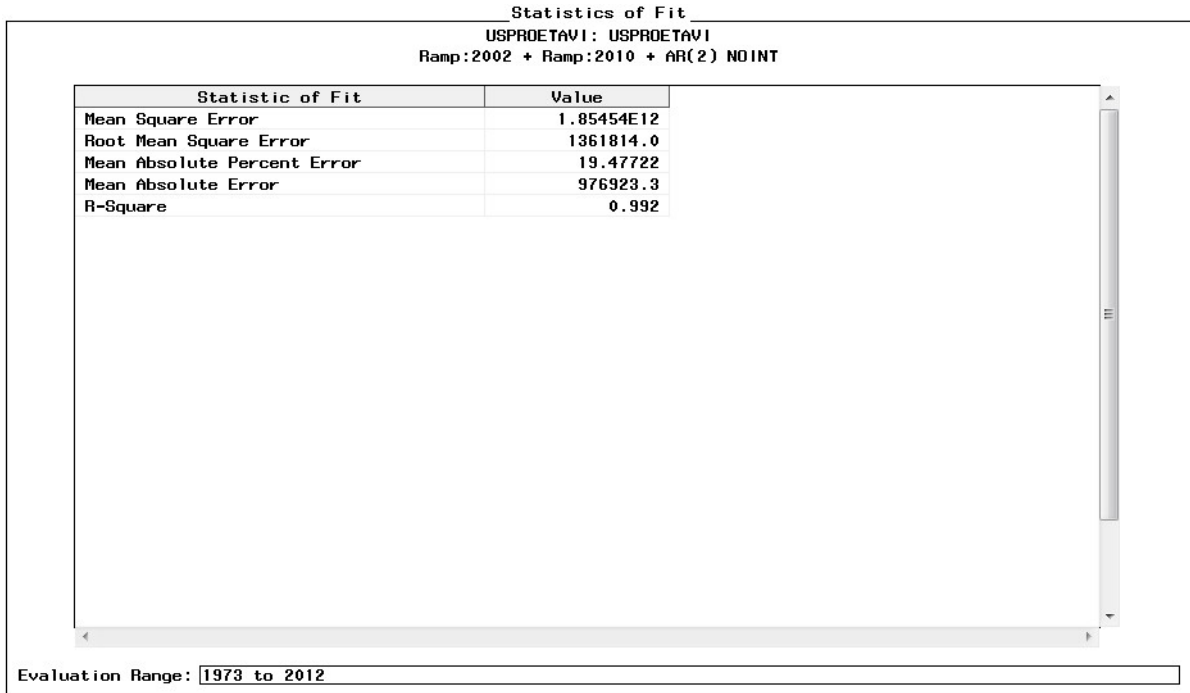 Statistics of Fit
USPROETAVI: USPROETAVI
Ramp:2002 + Ramp:2010 + AR(2) NOINT
Statistic of Fit Value
Mean Square Error 1.85454E12
Root Mean Square Error 1361814.0
Mean Absolute Percent Error 19.47722
Mean Absolute Error 976923.3
R-Square 0.992
Evaluation Range: 1973 to 2012